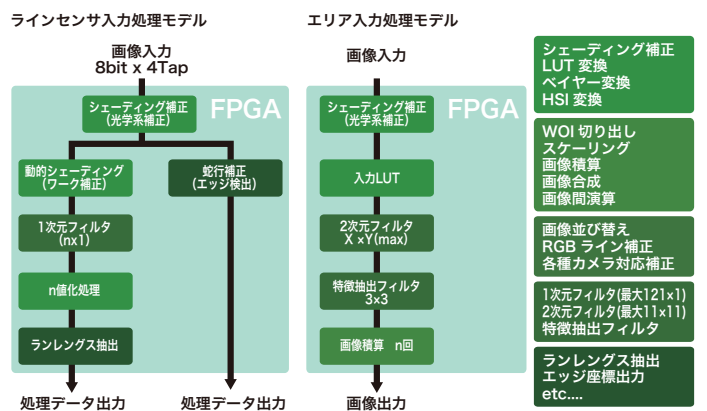 ラインセンサ入力処理モデル
画像入力
8bit x 4Tap
FPGA
シェーディング補正
(光学系補正)
動的シェーディング
(ワーク補正)
蛇行補正
(エッジ検出)
1次元フィルタ
(nx1)
n値化処理
ランレングス抽出
処理データ出力
処理データ出力
エリア入力処理モデル
画像入力
FPGA
シェーディング補正
(光学系補正)
入力LUT
2次元フィルタ
X ×Y(max)
特徴抽出フィルタ
3×3
画像積算 n回
画像出力
シェーディング補正
LUT 変換
ベイヤー変換
HSI 変換
WOI 切り出し
スケーリング
画像積算
画像合成
画像間演算
画像並び替え
RGB ライン補正
各種カメラ対応補正
1次元フィルタ(最大121x1)
2次元フィルタ(最大11×11)
特徴抽出フィルタ
ランレングス抽出
エッジ座標出力
etc....